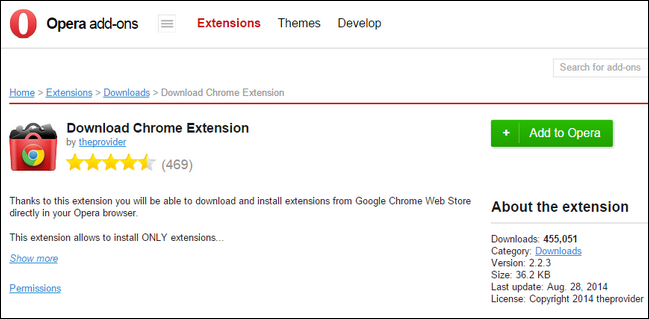 Opera add-ons
Extensions
Themes
Develop
Search for add-ons
Home > Extensions > Downloads > Download Chrome Extension
Download Chrome Extension
by theprovider
(469)
+ Add to Opera
Thanks to this extension you will be able to download and install extensions from Google Chrome Web Store
directly in your Opera browser.
This extension allows to install ONLY extensions...
Show more
Permissions
About the extension
Downloads: 455,051
Category: Downloads
Version: 2.2.3
Size: 36.2 KB
Last update: Aug. 28, 2014
License: Copyright 2014 theprovider